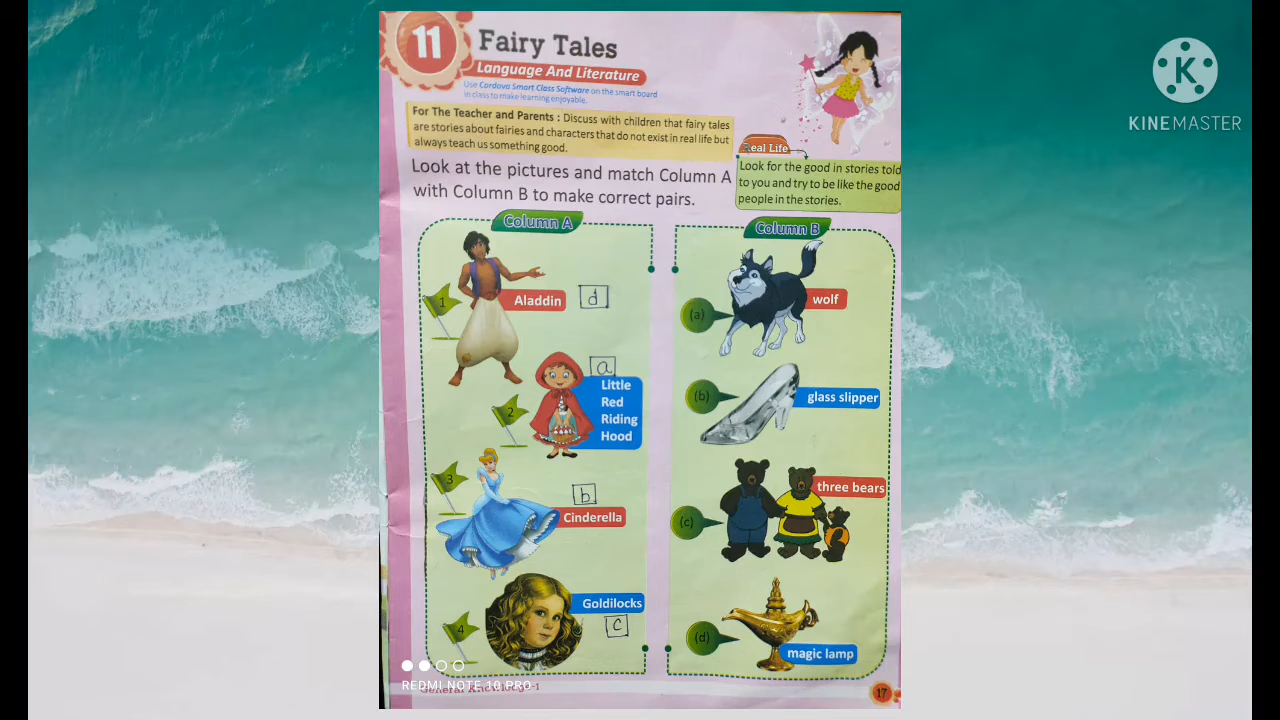 11
Fairy Tales
Language And Literature
Use Cordova Smart Class Software on the smart board
in class to make learning enjoyable.
For The Teacher and Parents : Discuss with children that fairy tales
are stories about fairies and characters that do not exist in real life but
always teach us something good.
Real Life
Look for the good in stories told
to you and try to be like the good
people in the stories.
Look at the pictures and match Column A
with Column B to make correct pairs.
Column A
1
Aladdin
d
2
a
Little
Red
Riding
Hood
3
b
Cinderella
4
Goldilocks
c
Column B
(a)
wolf
(b)
glass slipper
(c)
three bears
(d)
magic lamp
REDMI NOTE 10 PRO
General Knowledge-1
17
K
KINEMASTER